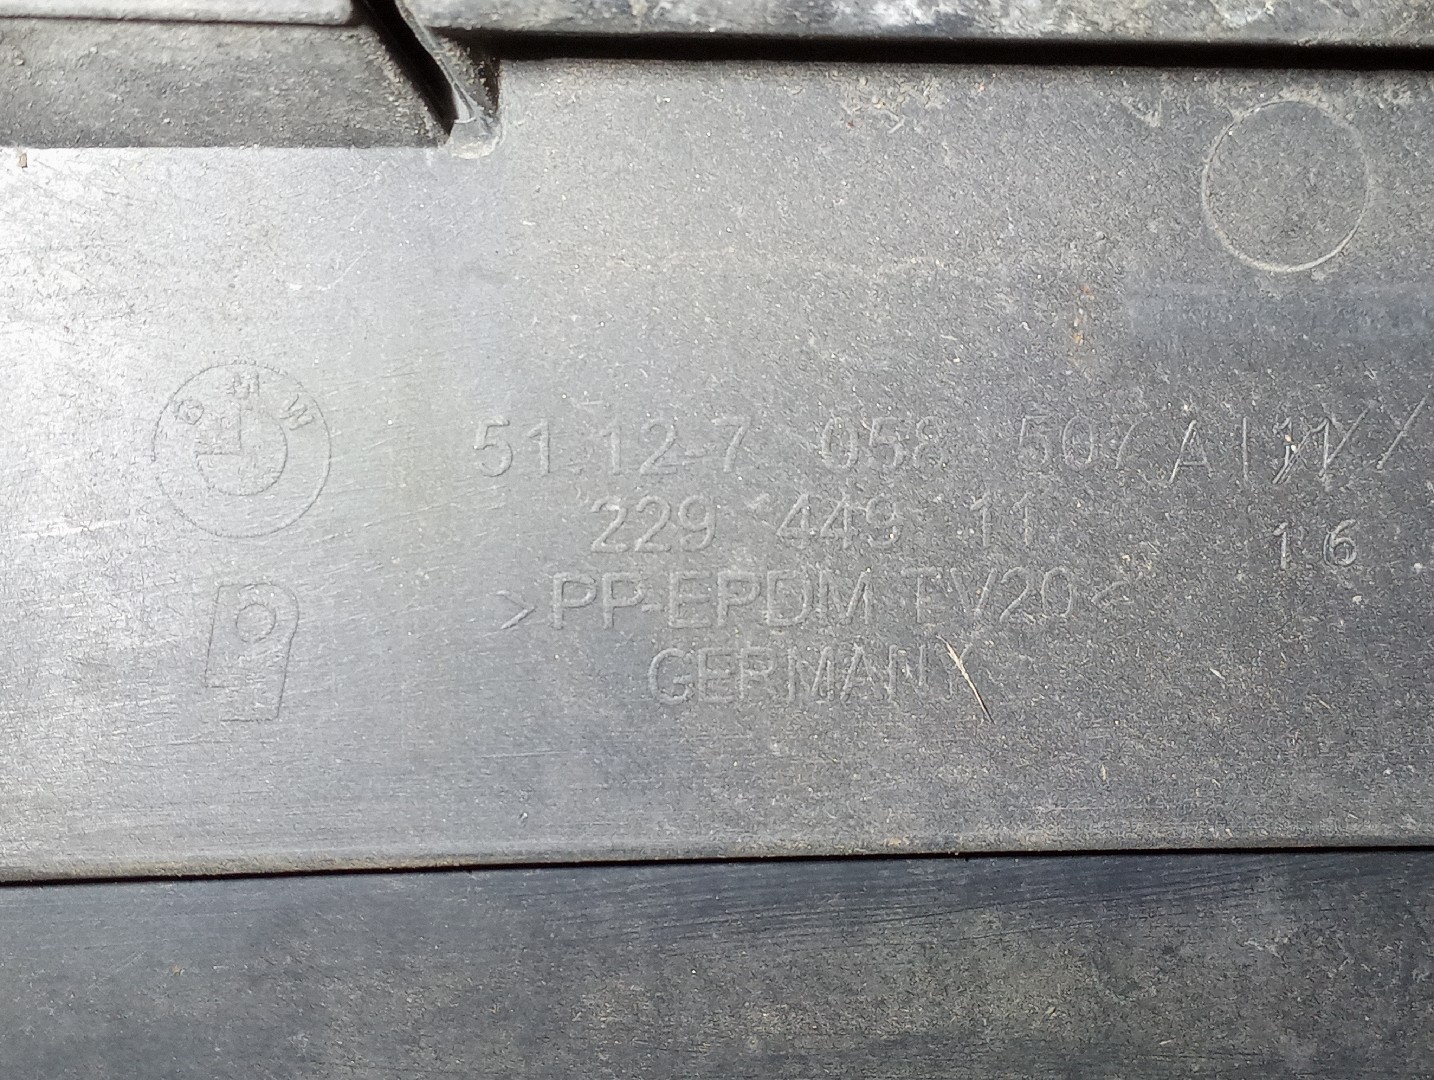 BMW
51.12-7 058 507 A
229 449 11
16
>PP-EPDM TV20<
GERMANY